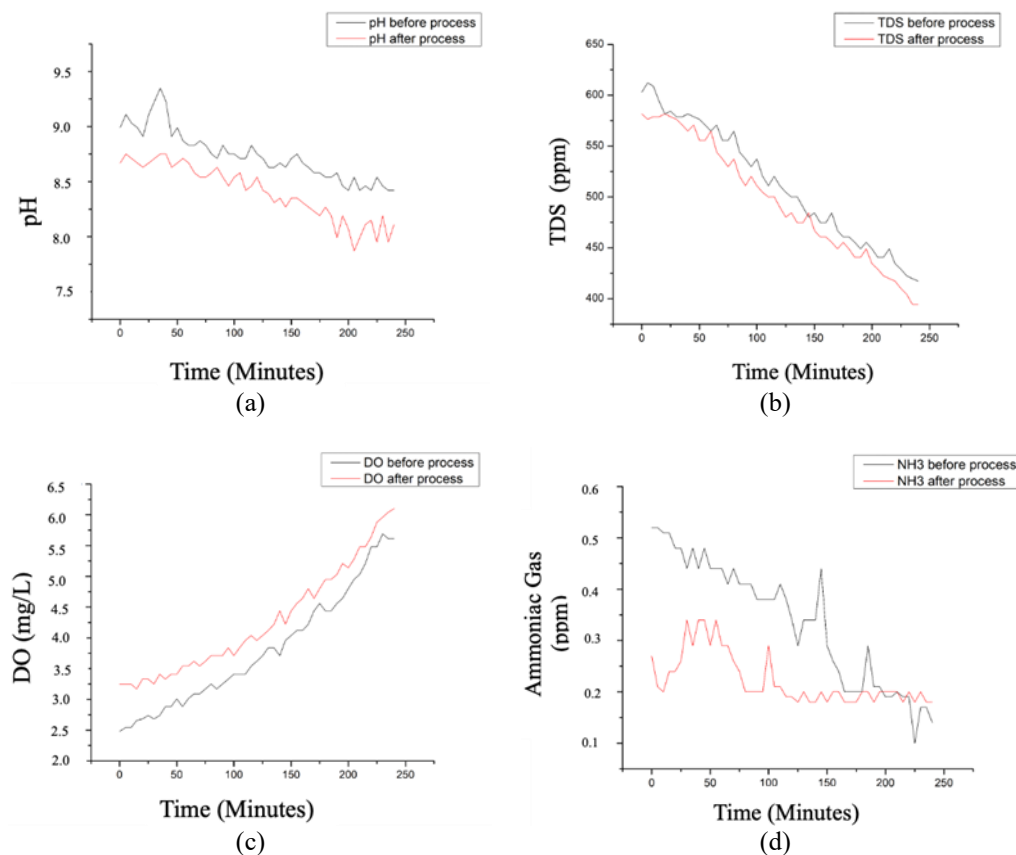 pH before process
pH after process
9.5
9.0
8.5
8.0
7.5
pH
0
50
100
150
200
250
Time (Minutes)
(a)
TDS before process
TDS after process
650
600
550
500
450
400
TDS (ppm)
0
50
100
150
200
250
Time (Minutes)
(b)
DO before process
DO after process
6.5
6.0
5.5
5.0
4.5
4.0
3.5
3.0
2.5
2.0
DO (mg/L)
0
50
100
150
200
250
Time (Minutes)
(c)
NH3 before process
NH3 after process
0.6
0.5
0.4
0.3
0.2
0.1
Ammoniac Gas
(ppm)
0
50
100
150
200
250
Time (Minutes)
(d)